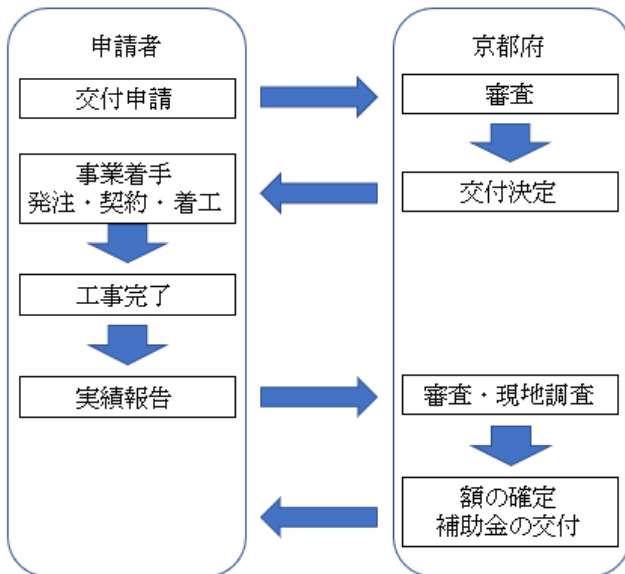 申請者
交付申請
事業着手
発注・契約・着工
工事完了
実績報告
京都府
審査
交付決定
審査・現地調査
額の確定
補助金の交付